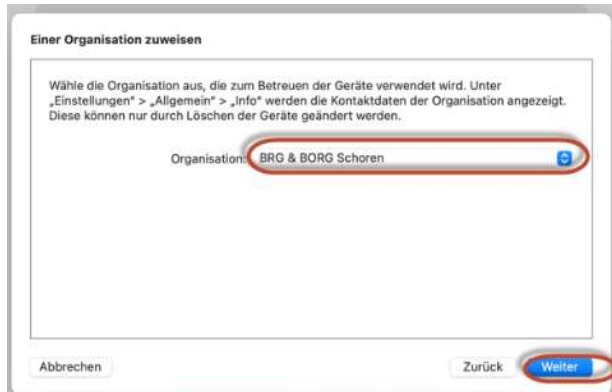 Einer Organisation zuweisen
Wähle die Organisation aus, die zum Betreuen der Geräte verwendet wird. Unter
„Einstellungen“ > „Allgemein“ > „Info“ werden die Kontaktdaten der Organisation angezeigt.
Diese können nur durch Löschen der Geräte geändert werden.
Organisation: BRG & BORG Schoren
Abbrechen Zurück Weiter